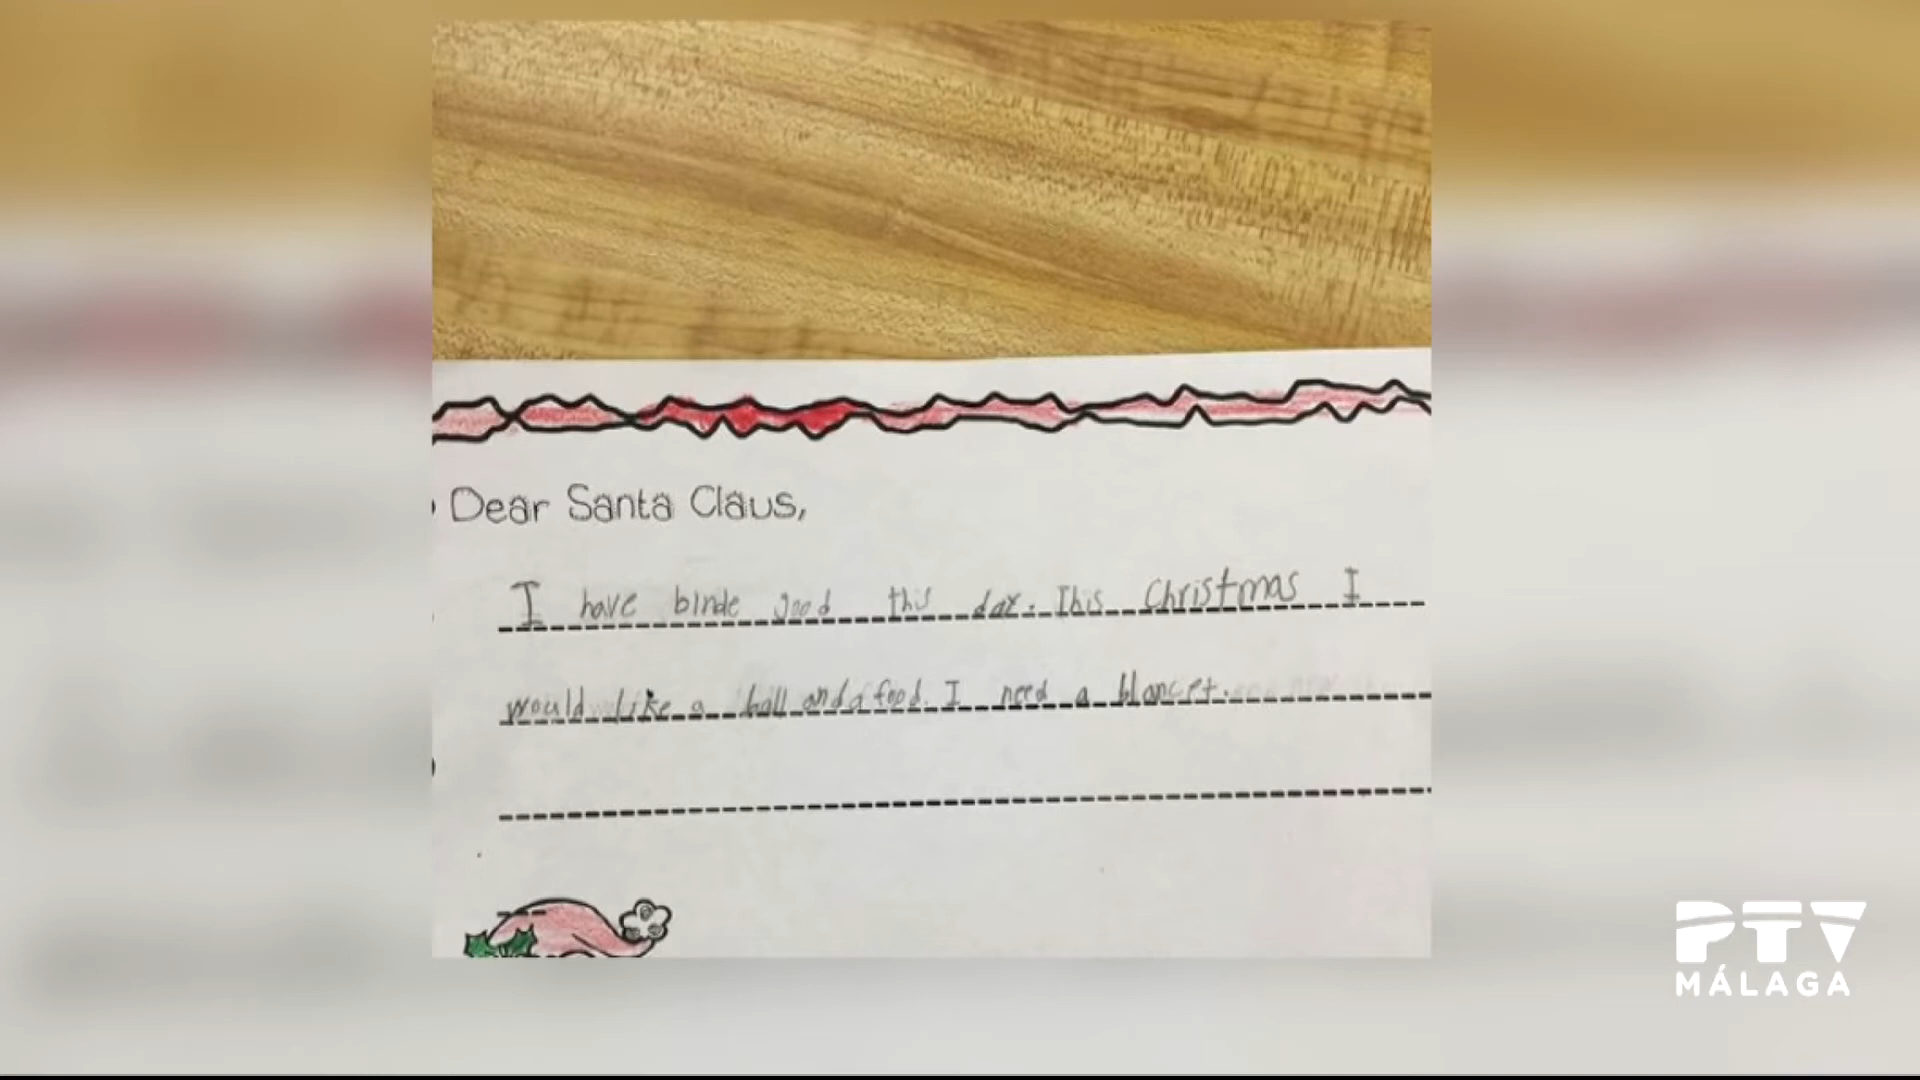 Dear Santa Claus,
I have binde good this day. This Christmas I
would like a ball and a food. I need a blancet.
PTV
MÁLAGA